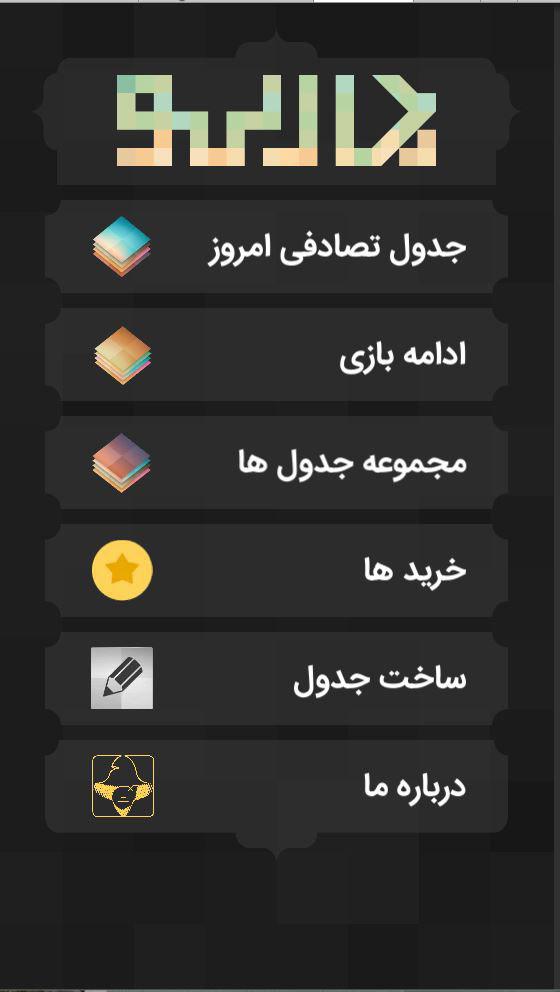 جدول تصادفی امروز
ادامه بازی
مجموعه جدول ها
خرید ها
ساخت جدول
درباره ما